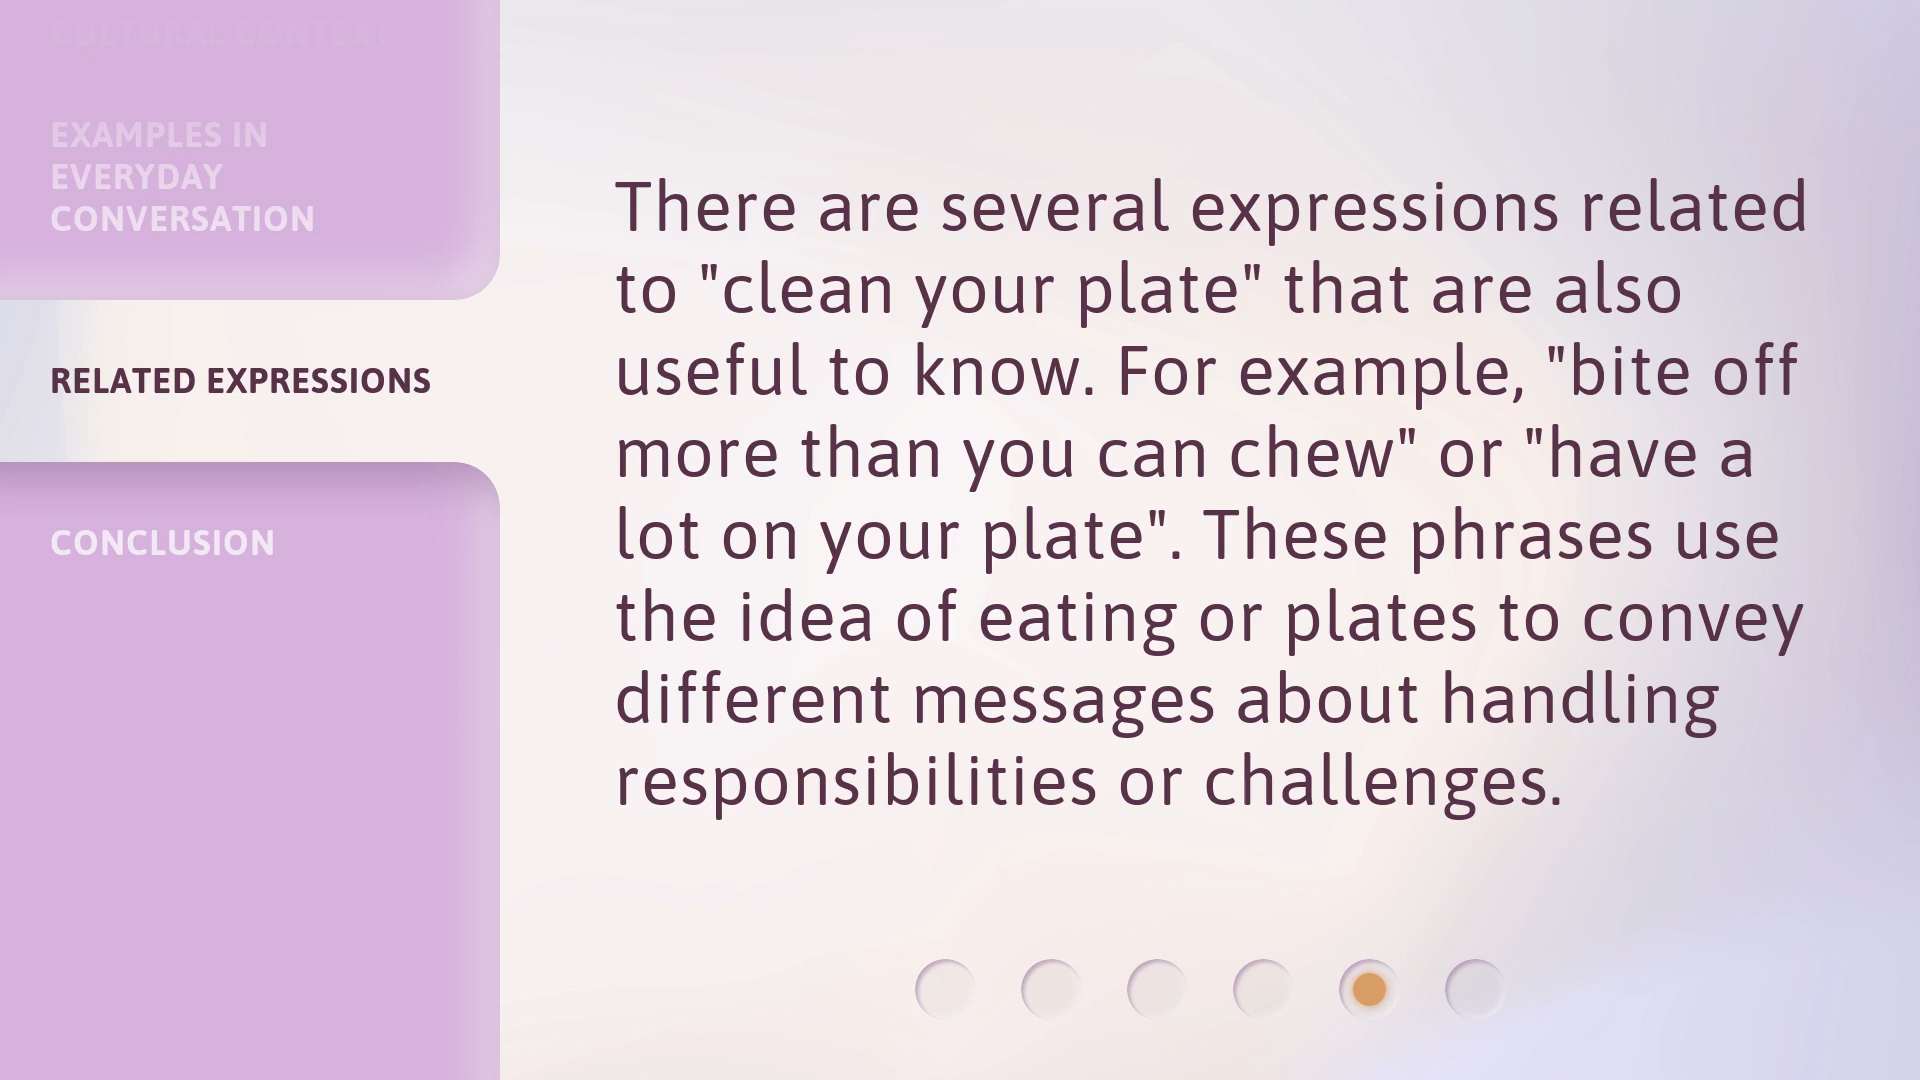 CULTURAL CONTEXT
EXAMPLES IN
EVERYDAY
CONVERSATION
RELATED EXPRESSIONS
CONCLUSION
There are several expressions related
to "clean your plate" that are also
useful to know. For example, "bite off
more than you can chew" or "have a
lot on your plate". These phrases use
the idea of eating or plates to convey
different messages about handling
responsibilities or challenges.